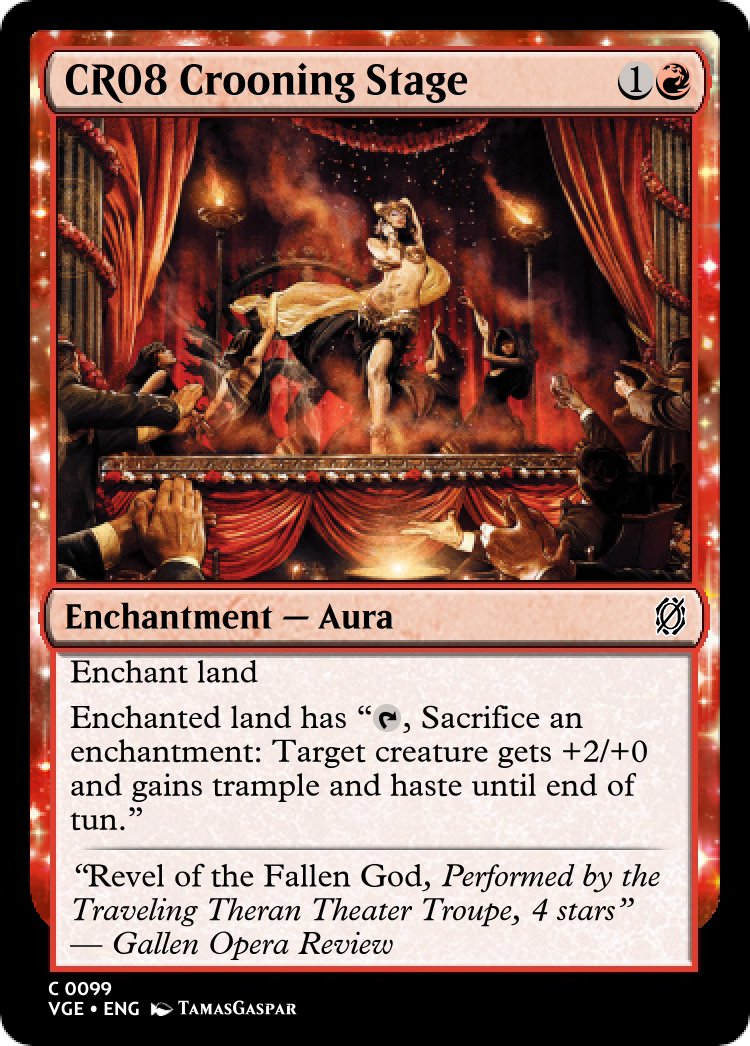 CR08 Crooning Stage
1
Enchantment — Aura
Enchant land
Enchanted land has “, Sacrifice an
enchantment: Target creature gets +2/+0
and gains trample and haste until end of
tun.”
“Revel of the Fallen God, Performed by the
Traveling Theran Theater Troupe, 4 stars”
— Gallen Opera Review
C 0099
VGE • ENG TamasGaspar